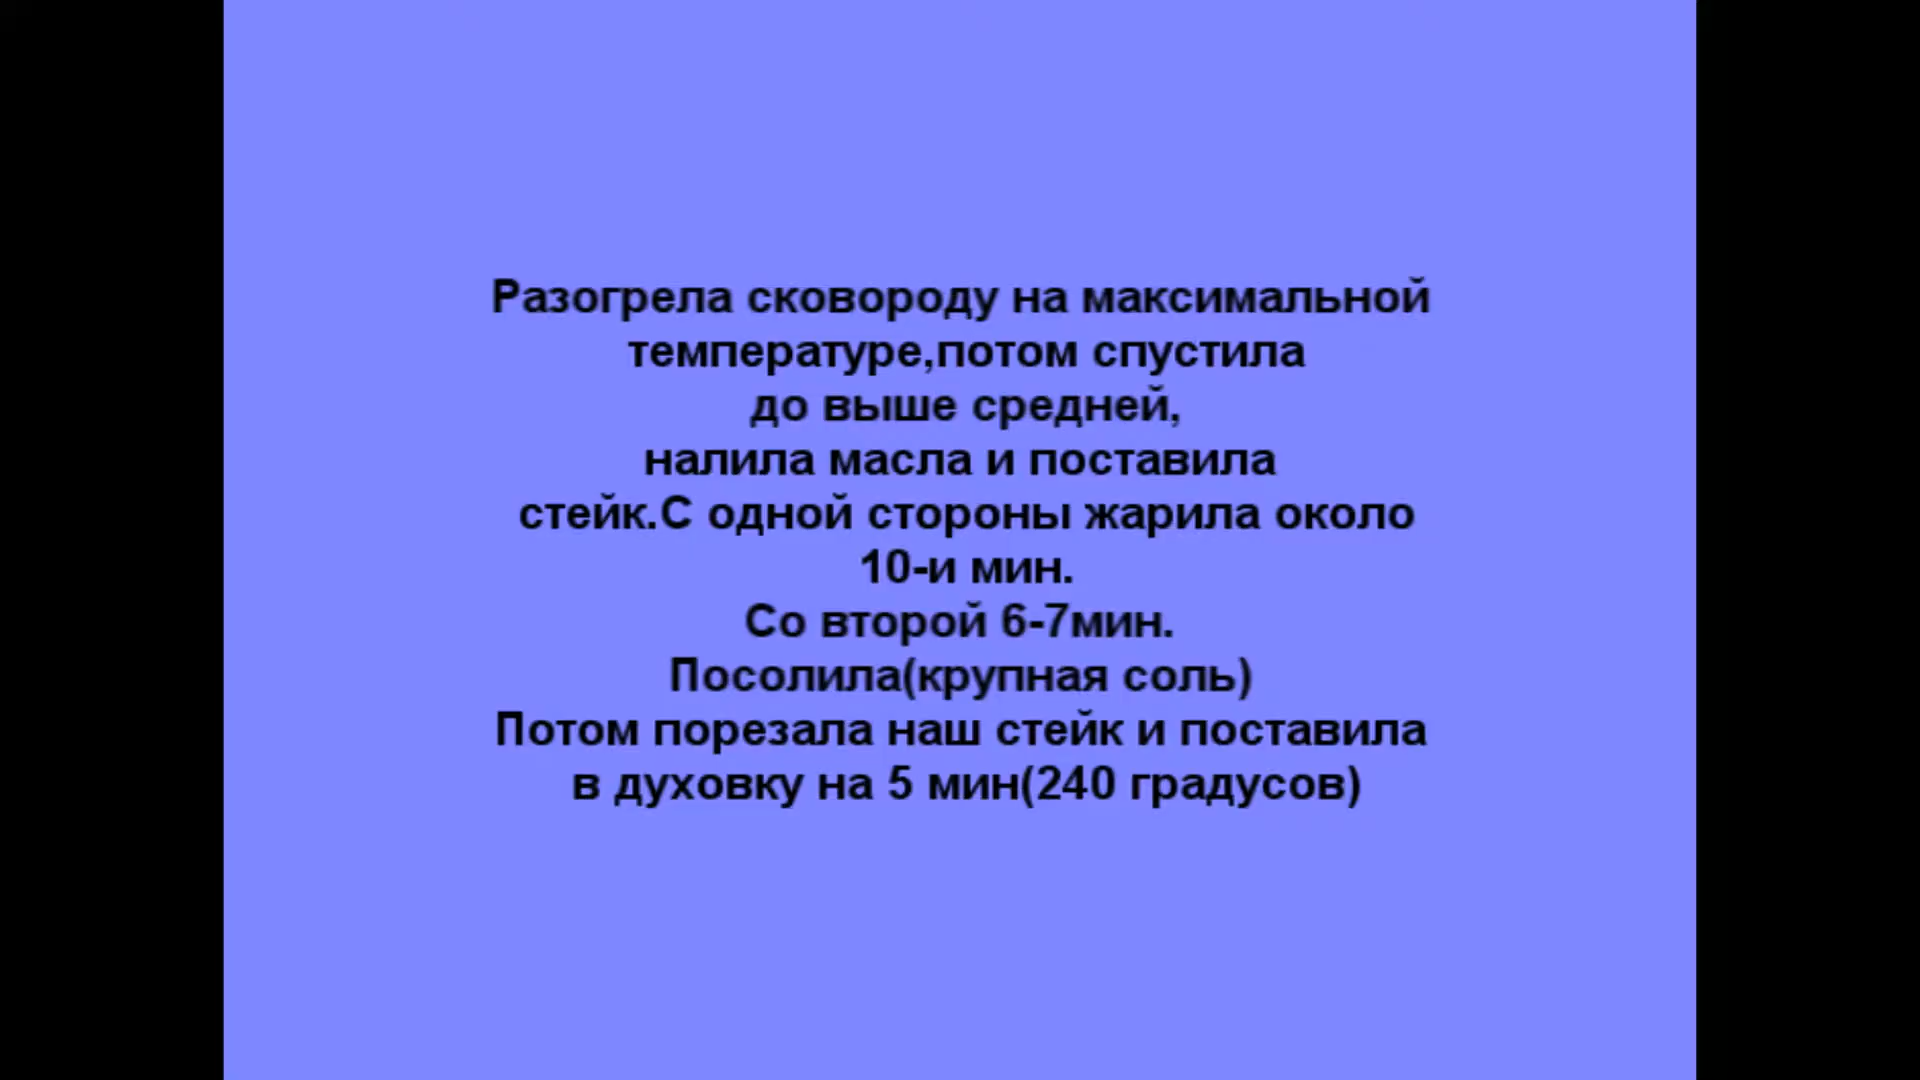 Разогрела сковороду на максимальной
температуре,потом спустила
до выше средней,
налила масла и поставила
стейк.С одной стороны жарила около
10-и мин.
Со второй 6-7мин.
Посолила(крупная соль)
Потом порезала наш стейк и поставила
в духовку на 5 мин(240 градусов)